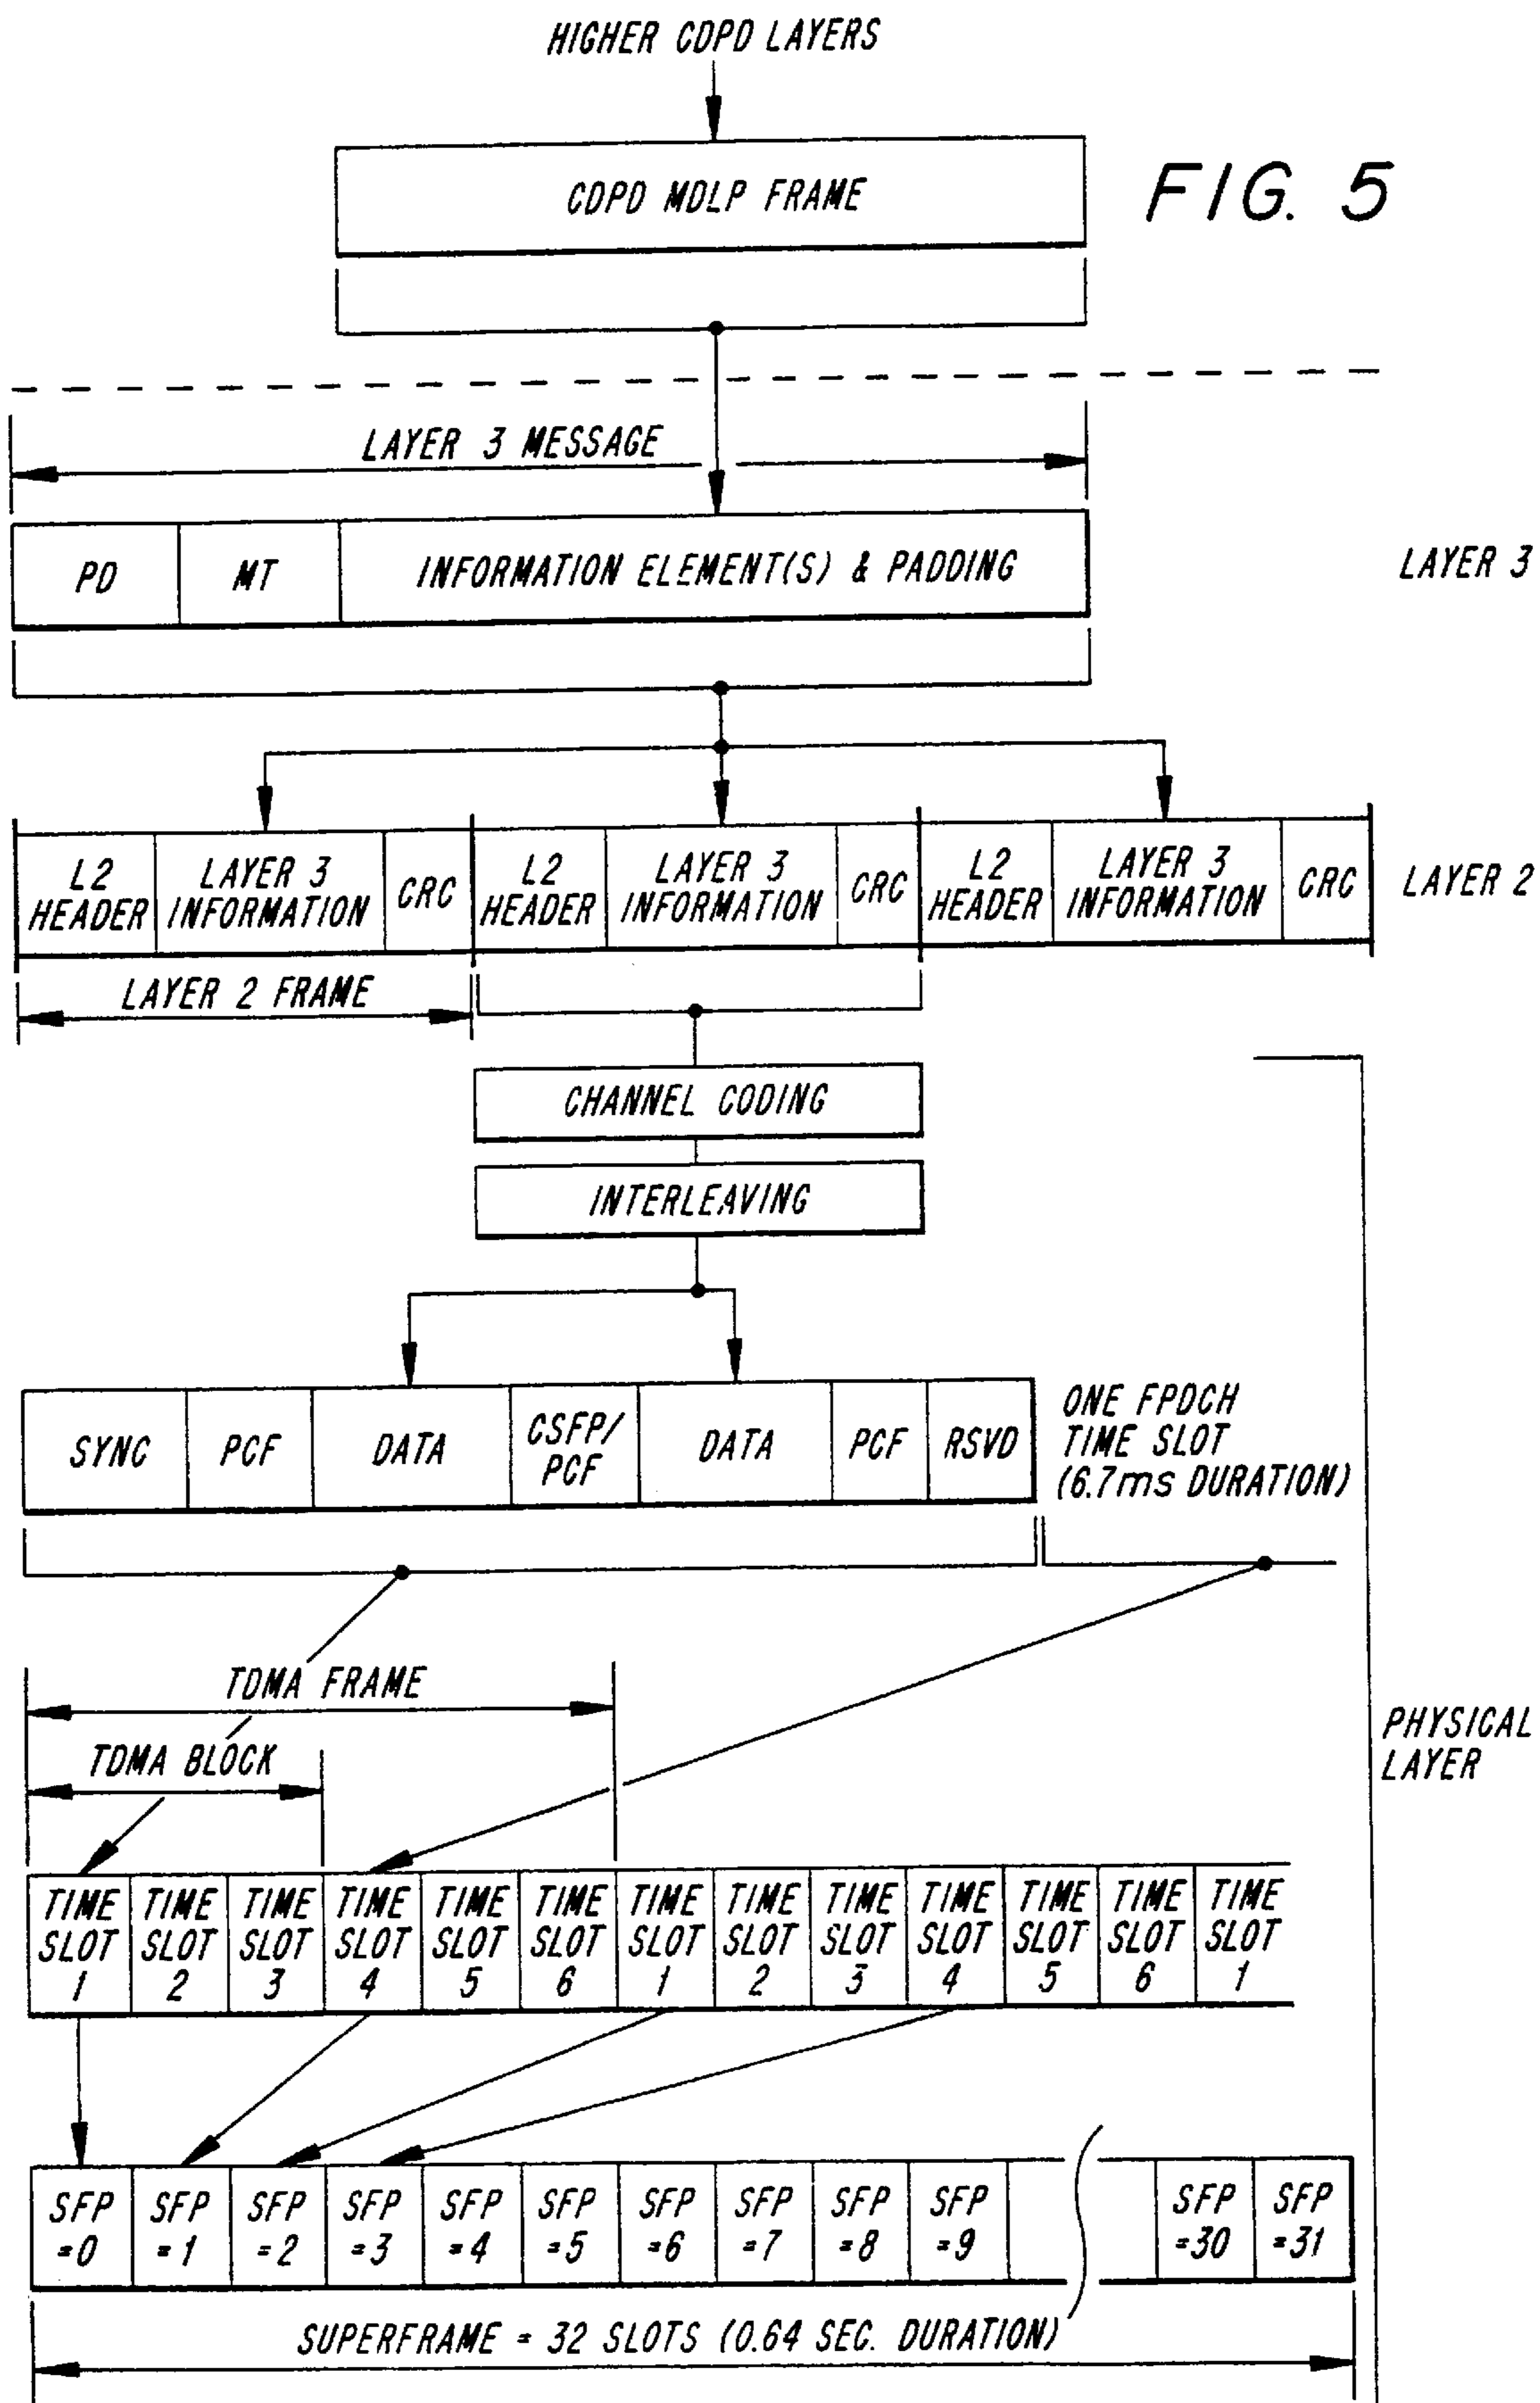 HIGHER CDPD LAYERS
CDPD MDLP FRAME
FIG. 5
LAYER 3 MESSAGE
PD
MT
INFORMATION ELEMENT(S) & PADDING
LAYER 3
L2
HEADER
LAYER 3
INFORMATION
CRC
L2
HEADER
LAYER 3
INFORMATION
CRC
L2
HEADER
LAYER 3
INFORMATION
CRC
LAYER 2
LAYER 2 FRAME
CHANNEL CODING
INTERLEAVING
SYNC
PCF
DATA
CSFP/
PCF
DATA
PCF
RSVD
ONE FPDCH
TIME SLOT
(6.7ms DURATION)
TDMA FRAME
TDMA BLOCK
PHYSICAL
LAYER
TIME
SLOT
1
TIME
SLOT
2
TIME
SLOT
3
TIME
SLOT
4
TIME
SLOT
5
TIME
SLOT
6
TIME
SLOT
1
TIME
SLOT
2
TIME
SLOT
3
TIME
SLOT
4
TIME
SLOT
5
TIME
SLOT
6
TIME
SLOT
1
SFP
=0
SFP
=1
SFP
=2
SFP
=3
SFP
=4
SFP
=5
SFP
=6
SFP
=7
SFP
=8
SFP
=9
SFP
=30
SFP
=31
SUPERFRAME = 32 SLOTS (0.64 SEC. DURATION)